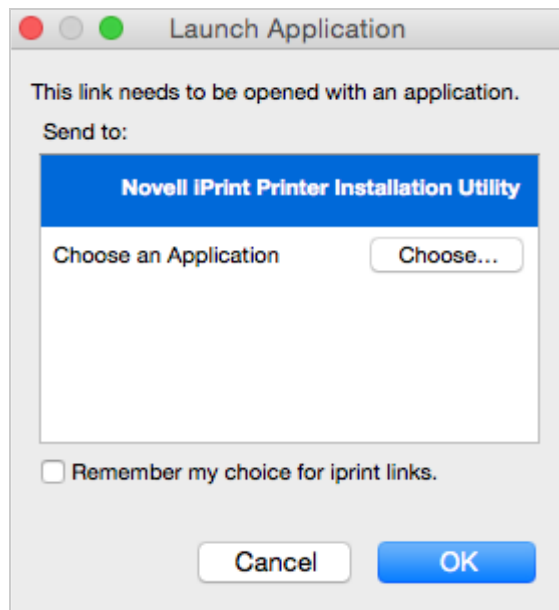 Launch Application
This link needs to be opened with an application.
Send to:
Novell iPrint Printer Installation Utility
Choose an Application Choose...
Remember my choice for iprint links.
Cancel OK